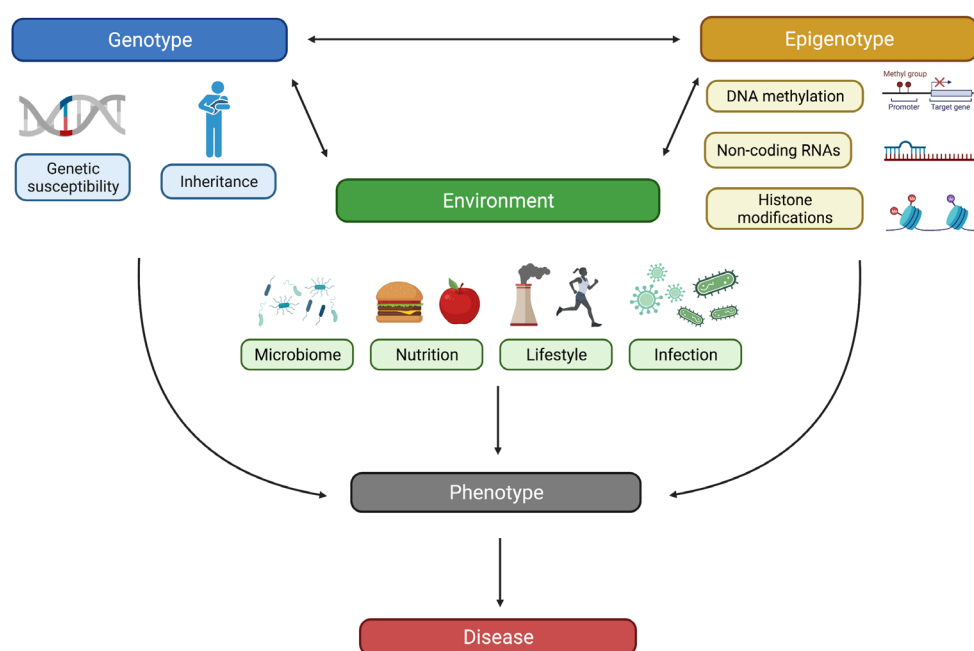 Genotype
Epigenotype
Methyl group
DNA methylation
Promoter
Target gene
Non-coding RNAs
Genetic
susceptibility
Inheritance
Environment
Histone
modifications
Microbiome
Nutrition
Lifestyle
Infection
Phenotype
Disease